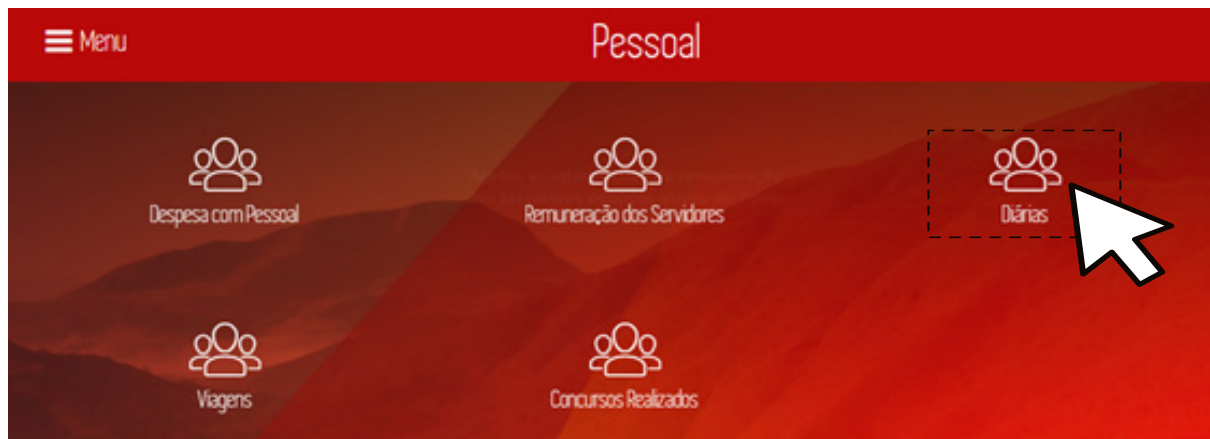 Menu
Pessoal
Despesa com Pessoal
Remuneração dos Servidores
Diárias
Viagens
Concursos Realizados